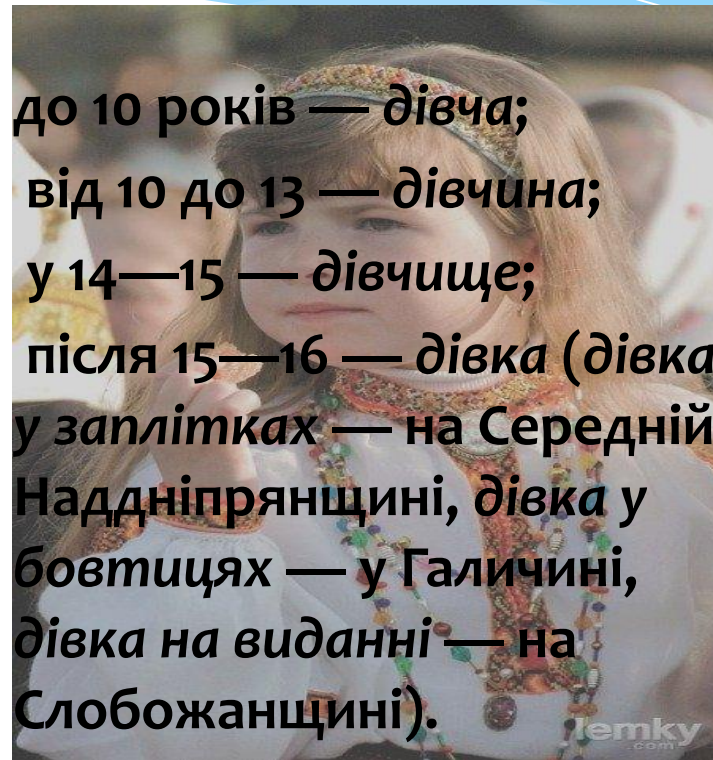 до 10 років — дівча;
від 10 до 13 — дівчина;
у 14—15 — дівчище;
після 15—16 — дівка (дівка
у заплітках — на Середній
Наддніпрянщині, дівка у
бовтицях — у Галичині,
дівка на виданні — на
Слобожанщині).
lemky
.com